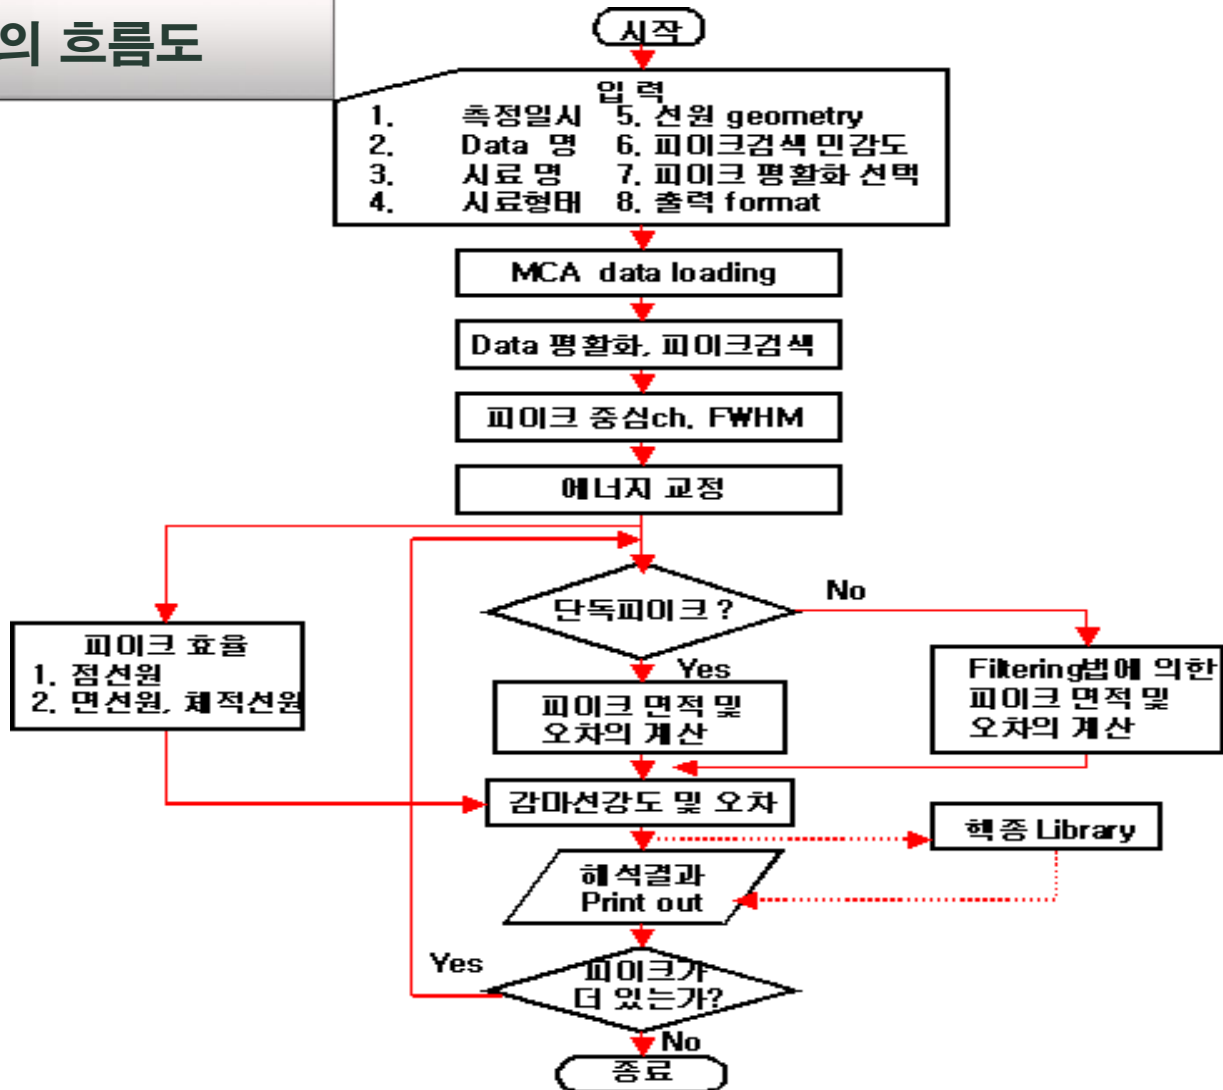 의 흐름도
시작
입 력
1. 측정일시 5. 선원 geometry
2. Data 명 6. 피이크검색 민감도
3. 시료 명 7. 피이크 평활화 선택
4. 시료형태 8. 출력 format
MCA data loading
Data 평활화, 피이크검색
피이크 중심ch. FWHM
에너지 교정
단독피이크 ?
No
Yes
피이크 효율
1. 점선원
2. 면선원, 체적선원
피이크 면적 및
오차의 계산
Filtering법에 의한
피이크 면적 및
오차의 계산
감마선강도 및 오차
핵종 Library
해석결과
Print out
Yes
피이크가
더 있는가?
No
종료